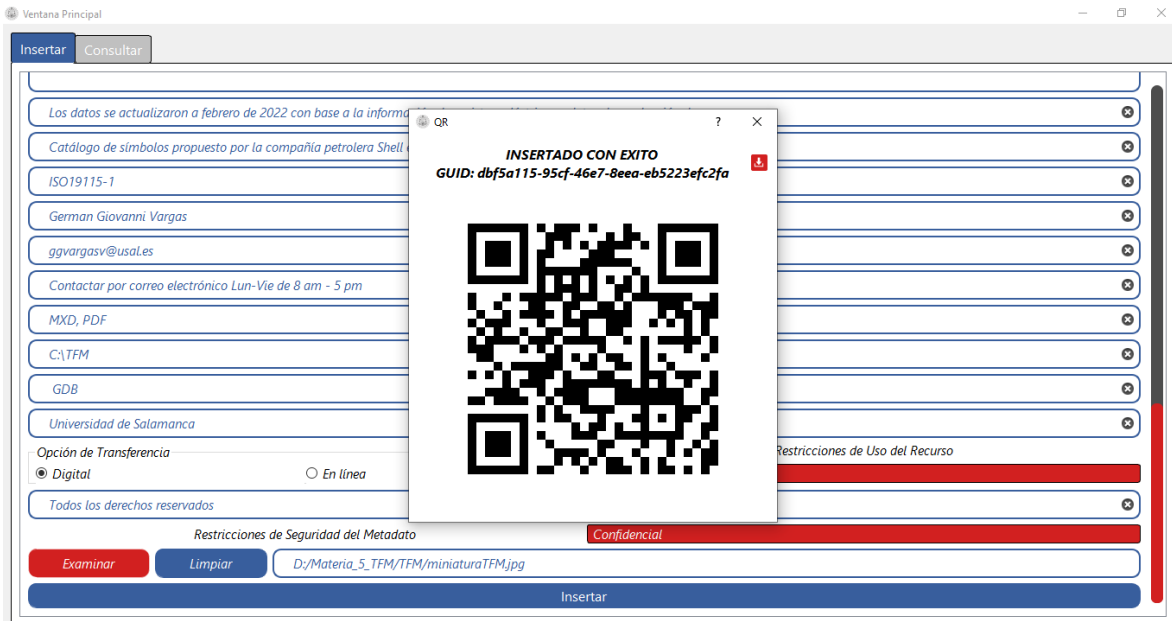 Ventana Principal
Insertar
Consultar
Los datos se actualizaron a febrero de 2022 con base a la
QR
?
INSERTADO CON EXITO
GUID: dbf5a115-95cf-46e7-8eea-eb5223efc2fa
Catálogo de símbolos propuesto por la compañía petrolera Shell
ISO19115-1
German Giovanni Vargas
ggvargasv@usal.es
Contactar por correo electrónico Lun-Vie de 8 am - 5 pm
MXD, PDF
C:\TFM
GDB
Universidad de Salamanca
Opción de Transferencia
Restricciones de Uso del Recurso
Digital
En línea
Todos los derechos reservados
Restricciones de Seguridad del Metadato
Confidencial
Examinar
Limpiar
D:/Materia_5_TFM/TFM/miniaturaTFM.jpg
Insertar